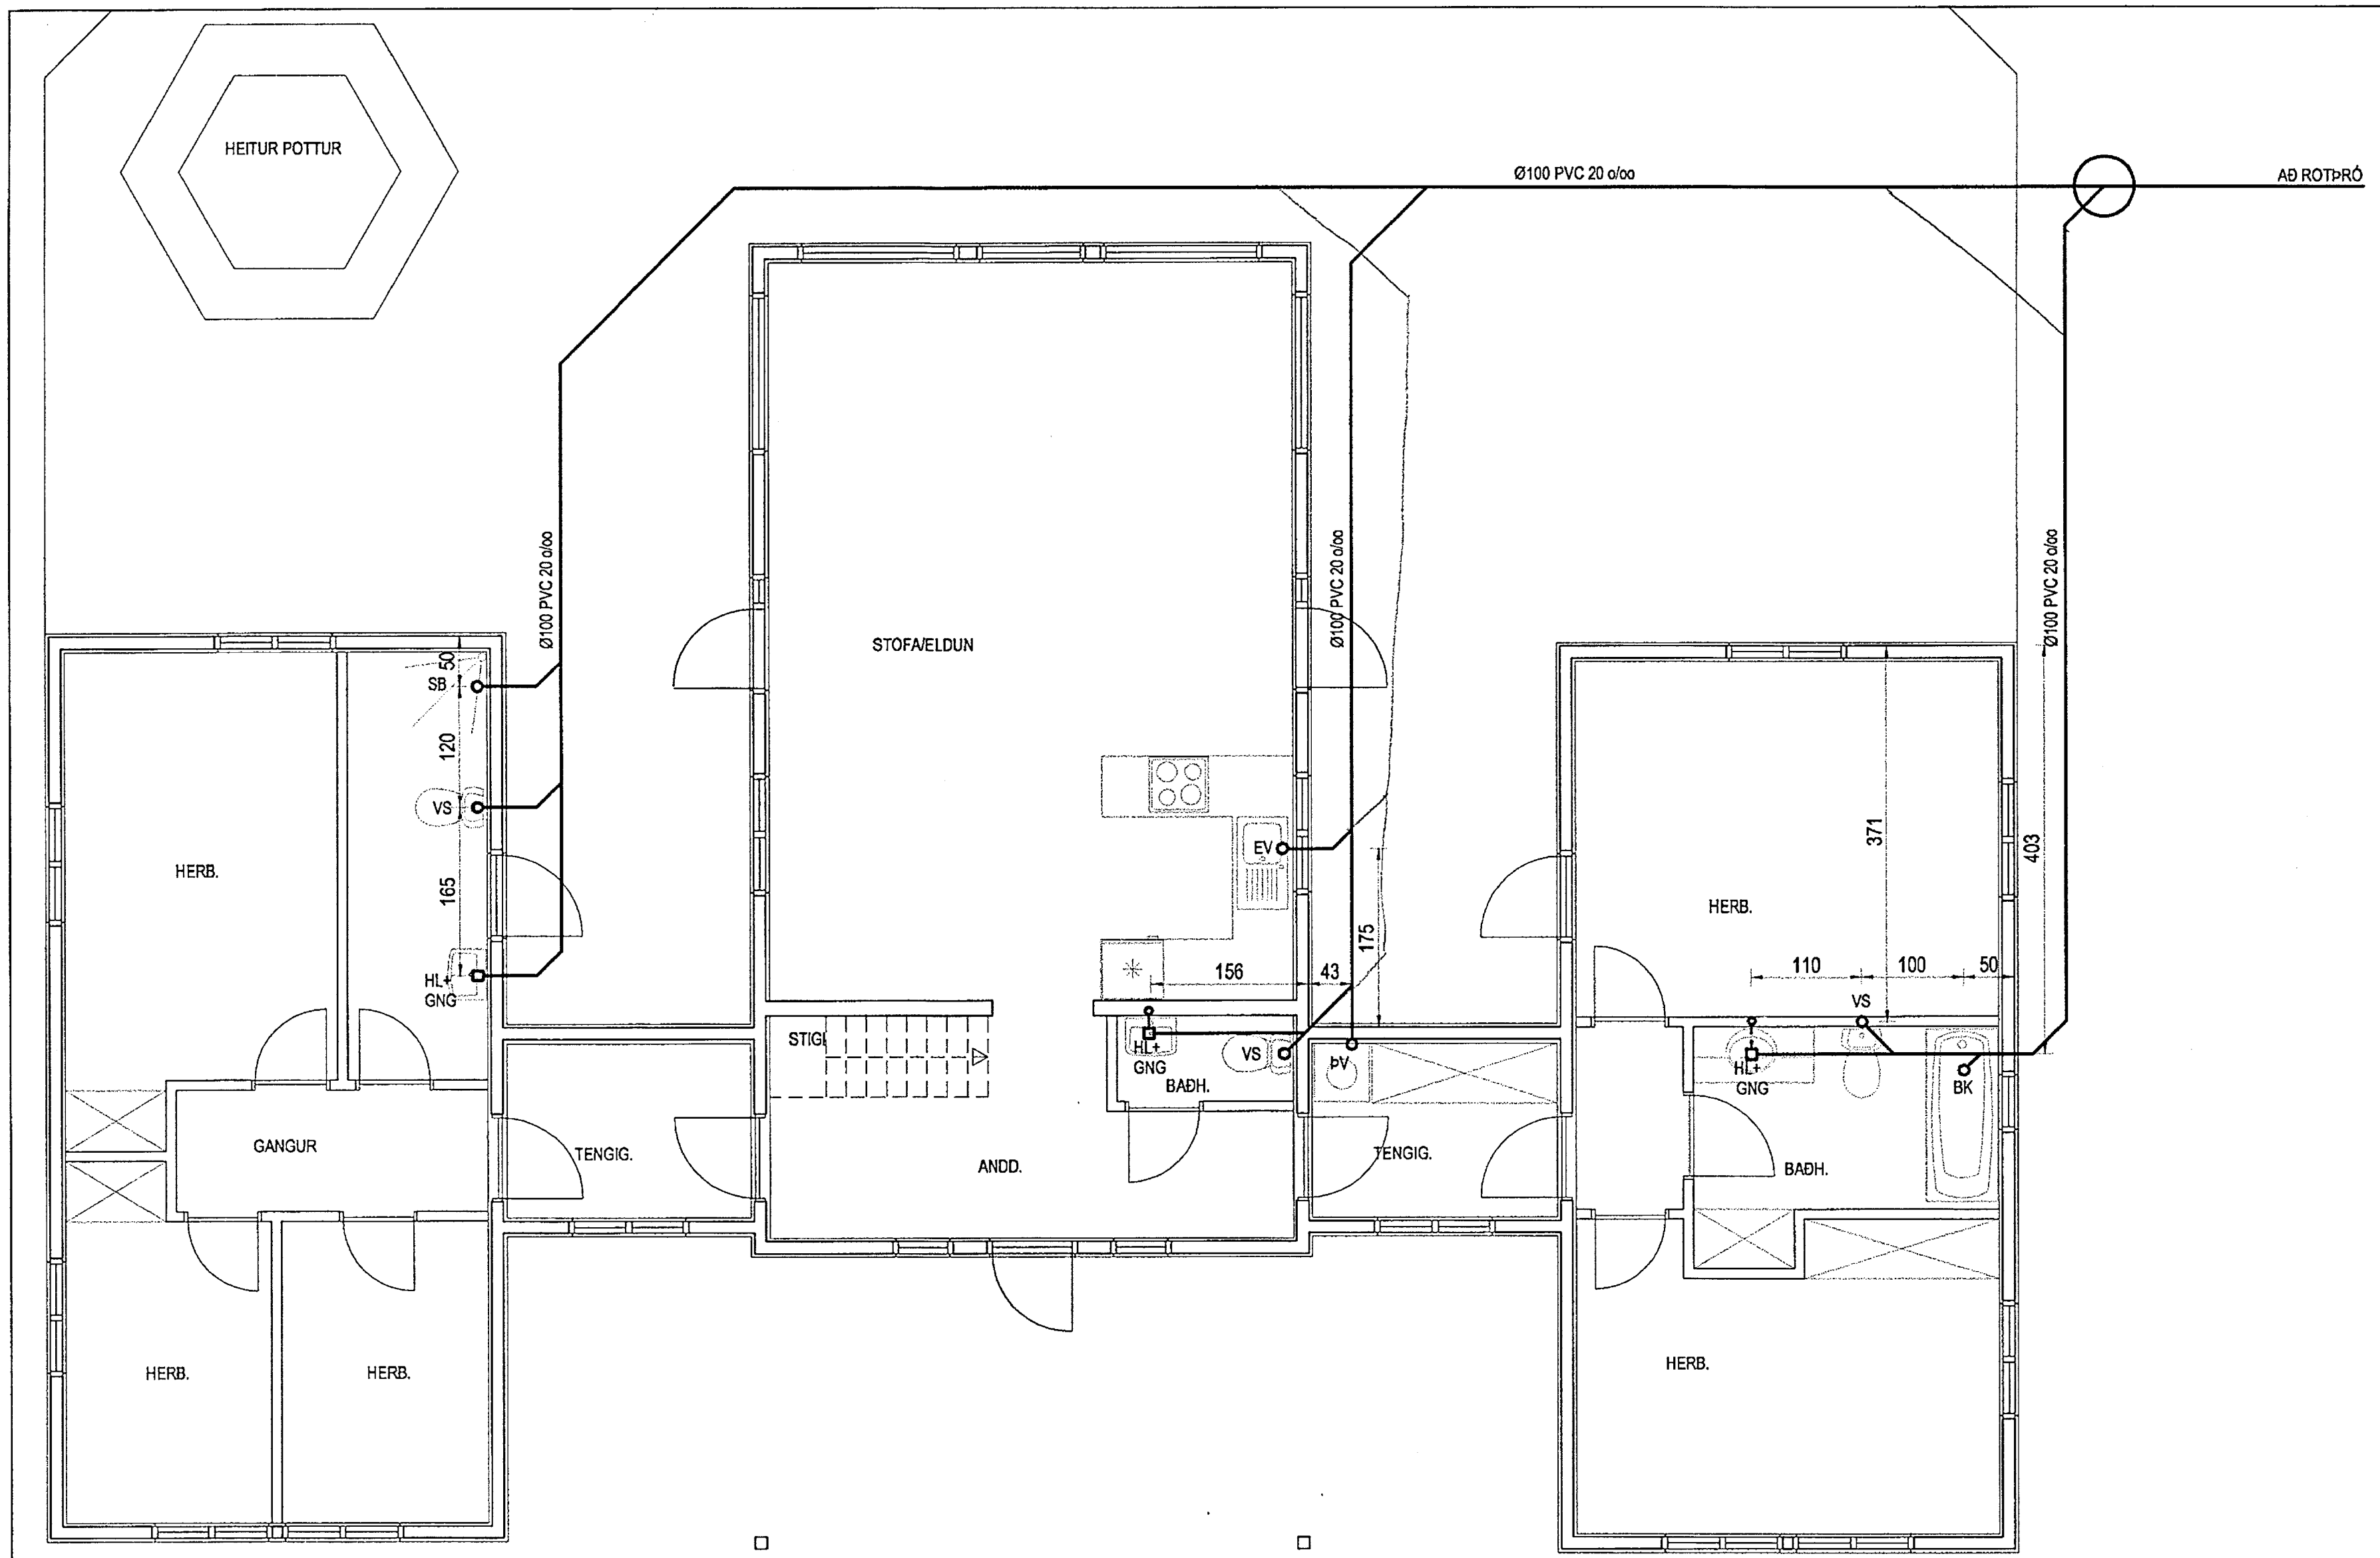 HEITUR POTTUR
Ø100 PVC 20 o/oo
AÐ ROTÞRÓ
Ø100 PVC 20 o/oo
Ø100 PVC 20 o/oo
Ø100 PVC 20 o/oo
STOFA/ELDUN
50
SB
120
VS
165
HERB.
HL+
GNG
EV
175
156
43
371
403
HERB.
110
100
50
VS
STIGI
HL+
GNG
VS
BAÐH.
ÞV
HL+
GNG
BK
GANGUR
TENGIG.
ANDD.
TENGIG.
BAÐH.
HERB.
HERB.
HERB.